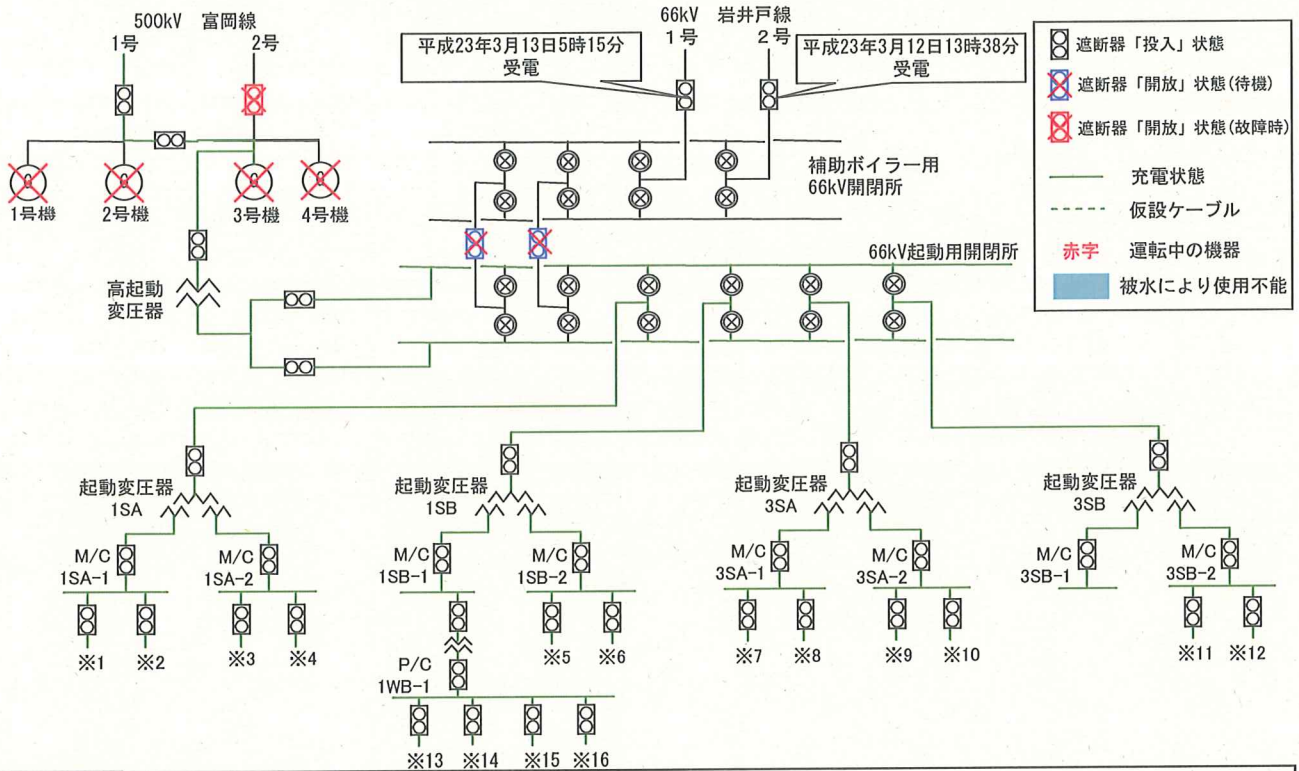 500kV　富岡線
1号　2号
66kV　岩井戸線
1号　2号
平成23年3月13日5時15分
受電
平成23年3月12日13時38分
受電
遮断器「投入」状態
遮断器「開放」状態(待機)
遮断器「開放」状態(故障時)
充電状態
仮設ケーブル
赤字　運転中の機器
被水により使用不能
1号機　2号機　3号機　4号機
補助ボイラー用
66kV開閉所
高起動
変圧器
66kV起動用開閉所
起動変圧器
1SA
起動変圧器
1SB
起動変圧器
3SA
起動変圧器
3SB
M/C
1SA-1
M/C
1SA-2
M/C
1SB-1
M/C
1SB-2
M/C
3SA-1
M/C
3SA-2
M/C
3SB-1
M/C
3SB-2
※1　※2　※3　※4
※5　※6
※7　※8　※9　※10
※11　※12
P/C
1WB-1
※13　※14　※15　※16